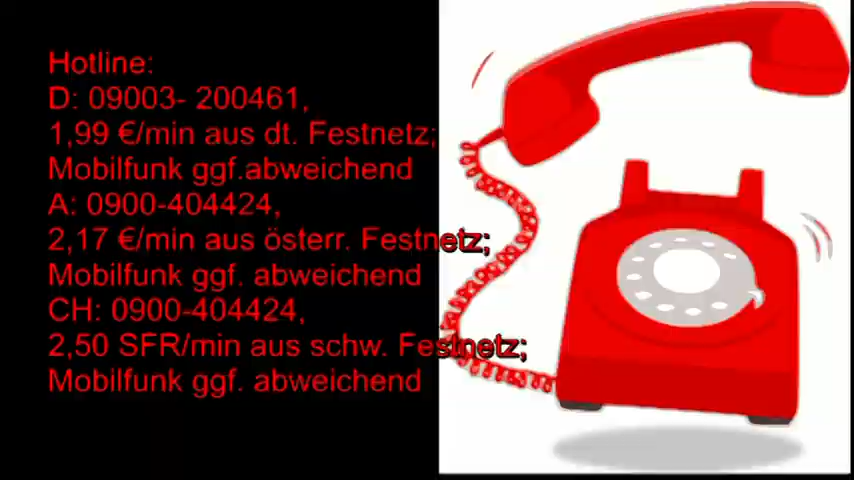 Hotline:
D: 09003- 200461,
1,99 €/min aus dt. Festnetz;
Mobilfunk ggf.abweichend
A: 0900-404424,
2,17 €/min aus österr. Festnetz;
Mobilfunk ggf. abweichend
CH: 0900-404424,
2,50 SFR/min aus schw. Festnetz;
Mobilfunk ggf. abweichend